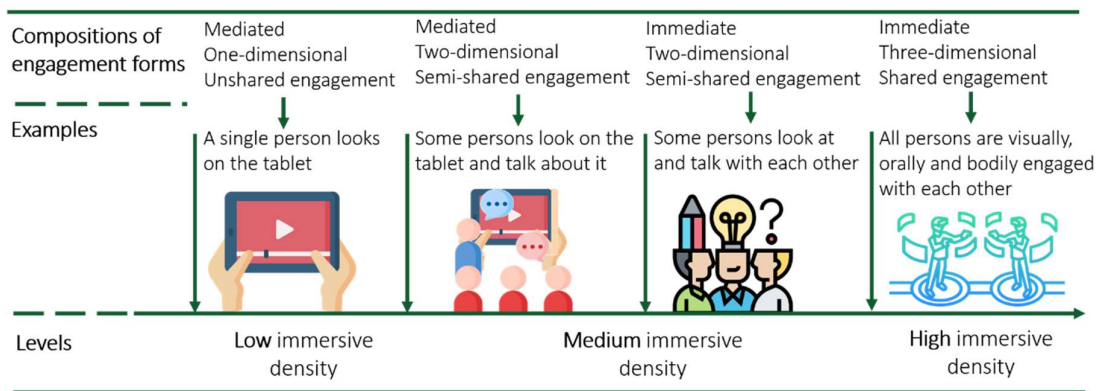 Compositions of
engagement forms
Mediated
One-dimensional
Unshared engagement
Mediated
Two-dimensional
Semi-shared engagement
Immediate
Two-dimensional
Semi-shared engagement
Immediate
Three-dimensional
Shared engagement
Examples
A single person looks
on the tablet
Some persons look on the
tablet and talk about it
Some persons look at
and talk with each other
All persons are visually,
orally and bodily engaged
with each other
?
Levels
Low immersive
density
Medium immersive
density
High immersive
density